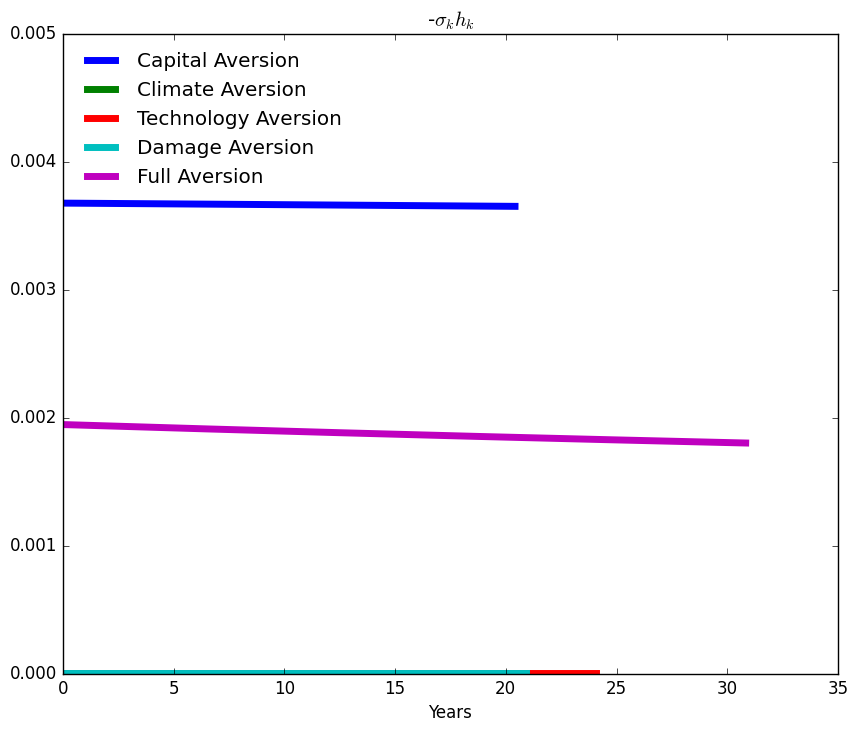 -σₖhₖ
0.005
Capital Aversion
Climate Aversion
Technology Aversion
Damage Aversion
Full Aversion
0.004
0.003
0.002
0.001
0.000
0 5 10 15 20 25 30 35
Years